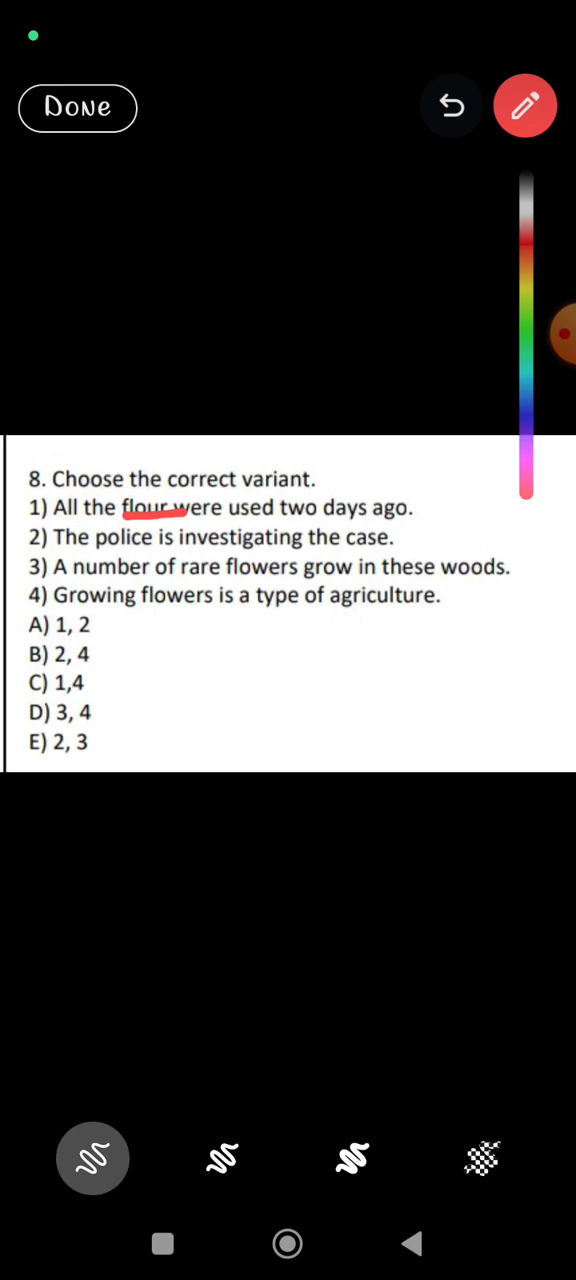 Done
8. Choose the correct variant.
1) All the flour were used two days ago.
2) The police is investigating the case.
3) A number of rare flowers grow in these woods.
4) Growing flowers is a type of agriculture.
A) 1, 2
B) 2, 4
C) 1,4
D) 3, 4
E) 2, 3